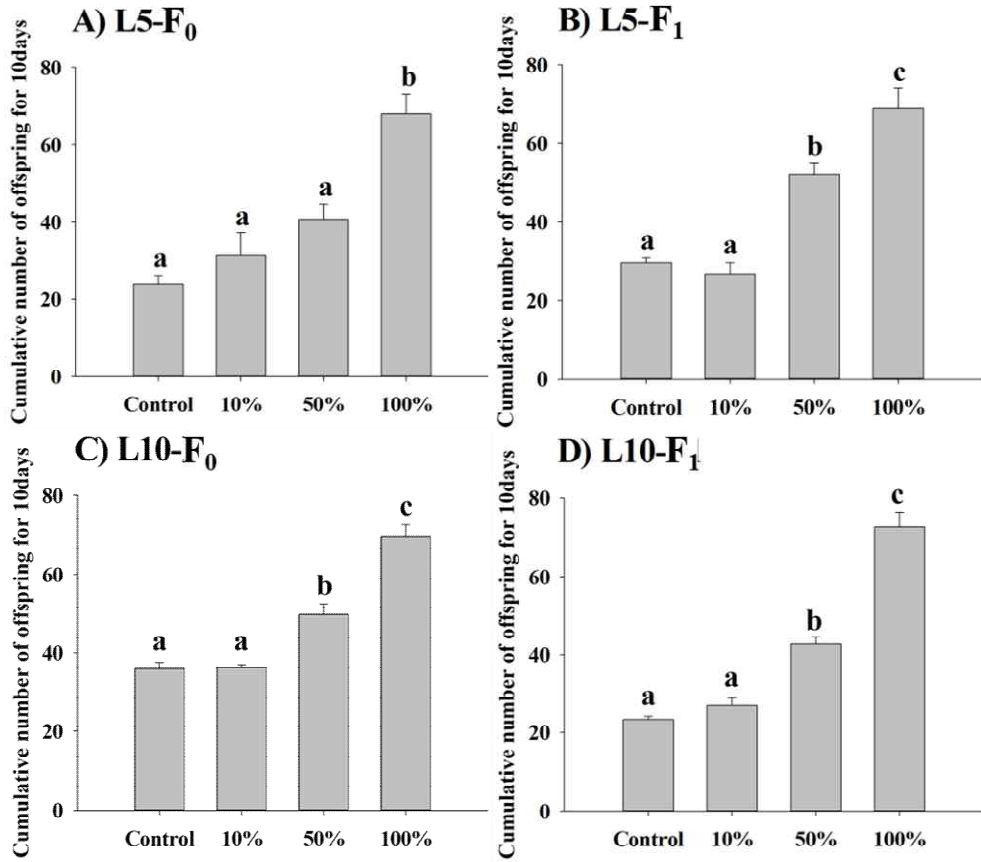 A) L5-F0
Cumulative number of offspring for 10days
80
60
40
20
0
a
a
a
b
Control 10% 50% 100%
B) L5-F1
Cumulative number of offspring for 10days
80
60
40
20
0
a
a
b
c
Control 10% 50% 100%
C) L10-F0
Cumulative number of offspring for 10days
80
60
40
20
0
a
a
b
c
Control 10% 50% 100%
D) L10-F1
Cumulative number of offspring for 10days
80
60
40
20
0
a
a
b
c
Control 10% 50% 100%